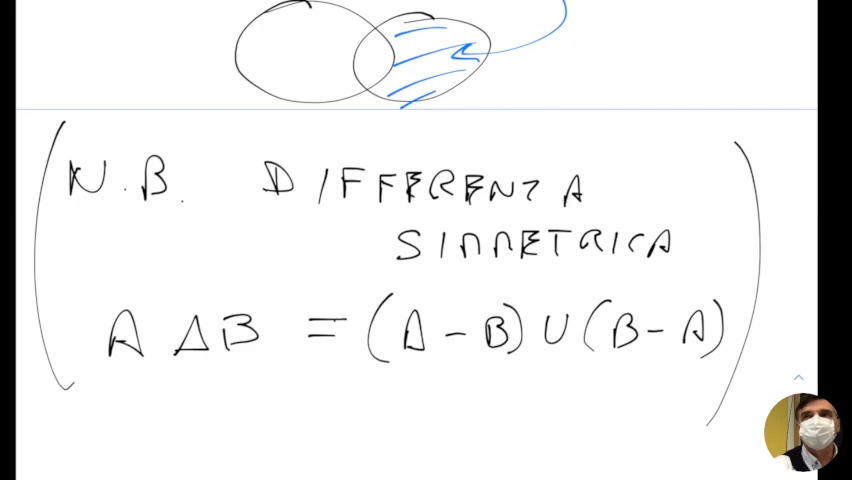 N.B. DIFFERENZA
SIMMETRICA
A Δ B = (A - B) ∪ (B - A)